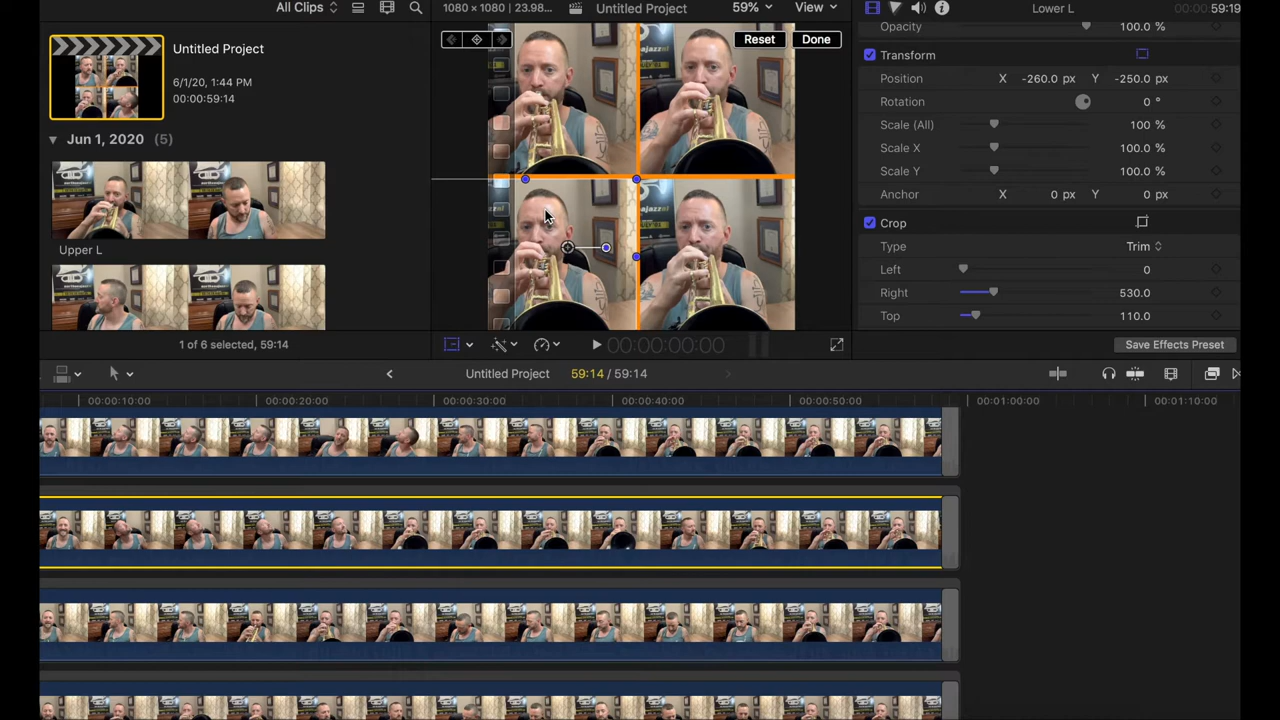 All Clips
1080 × 1080 | 23.98...
Untitled Project
59%
View
Lower L
00:00:59:19
Untitled Project
6/1/20, 1:44 PM
00:00:59:14
Jun 1, 2020 (5)
Upper L
1 of 6 selected, 59:14
Reset
Done
Opacity 100.0 %
Transform
Position X -260.0 px Y -250.0 px
Rotation 0 °
Scale (All) 100 %
Scale X 100.0 %
Scale Y 100.0 %
Anchor X 0 px Y 0 px
Crop
Type Trim
Left 0
Right 530.0
Top 110.0
00:00:00:00
Save Effects Preset
Untitled Project 59:14 / 59:14
00:00:10:00 00:00:20:00 00:00:30:00 00:00:40:00 00:00:50:00 00:01:00:00 00:01:10:00